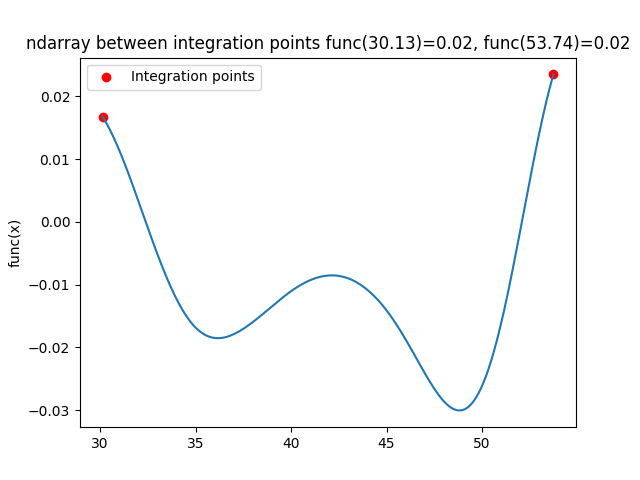 ndarray between integration points func(30.13)=0.02, func(53.74)=0.02
Integration points
func(x)
0.02
0.01
0.00
−0.01
−0.02
−0.03
30 35 40 45 50